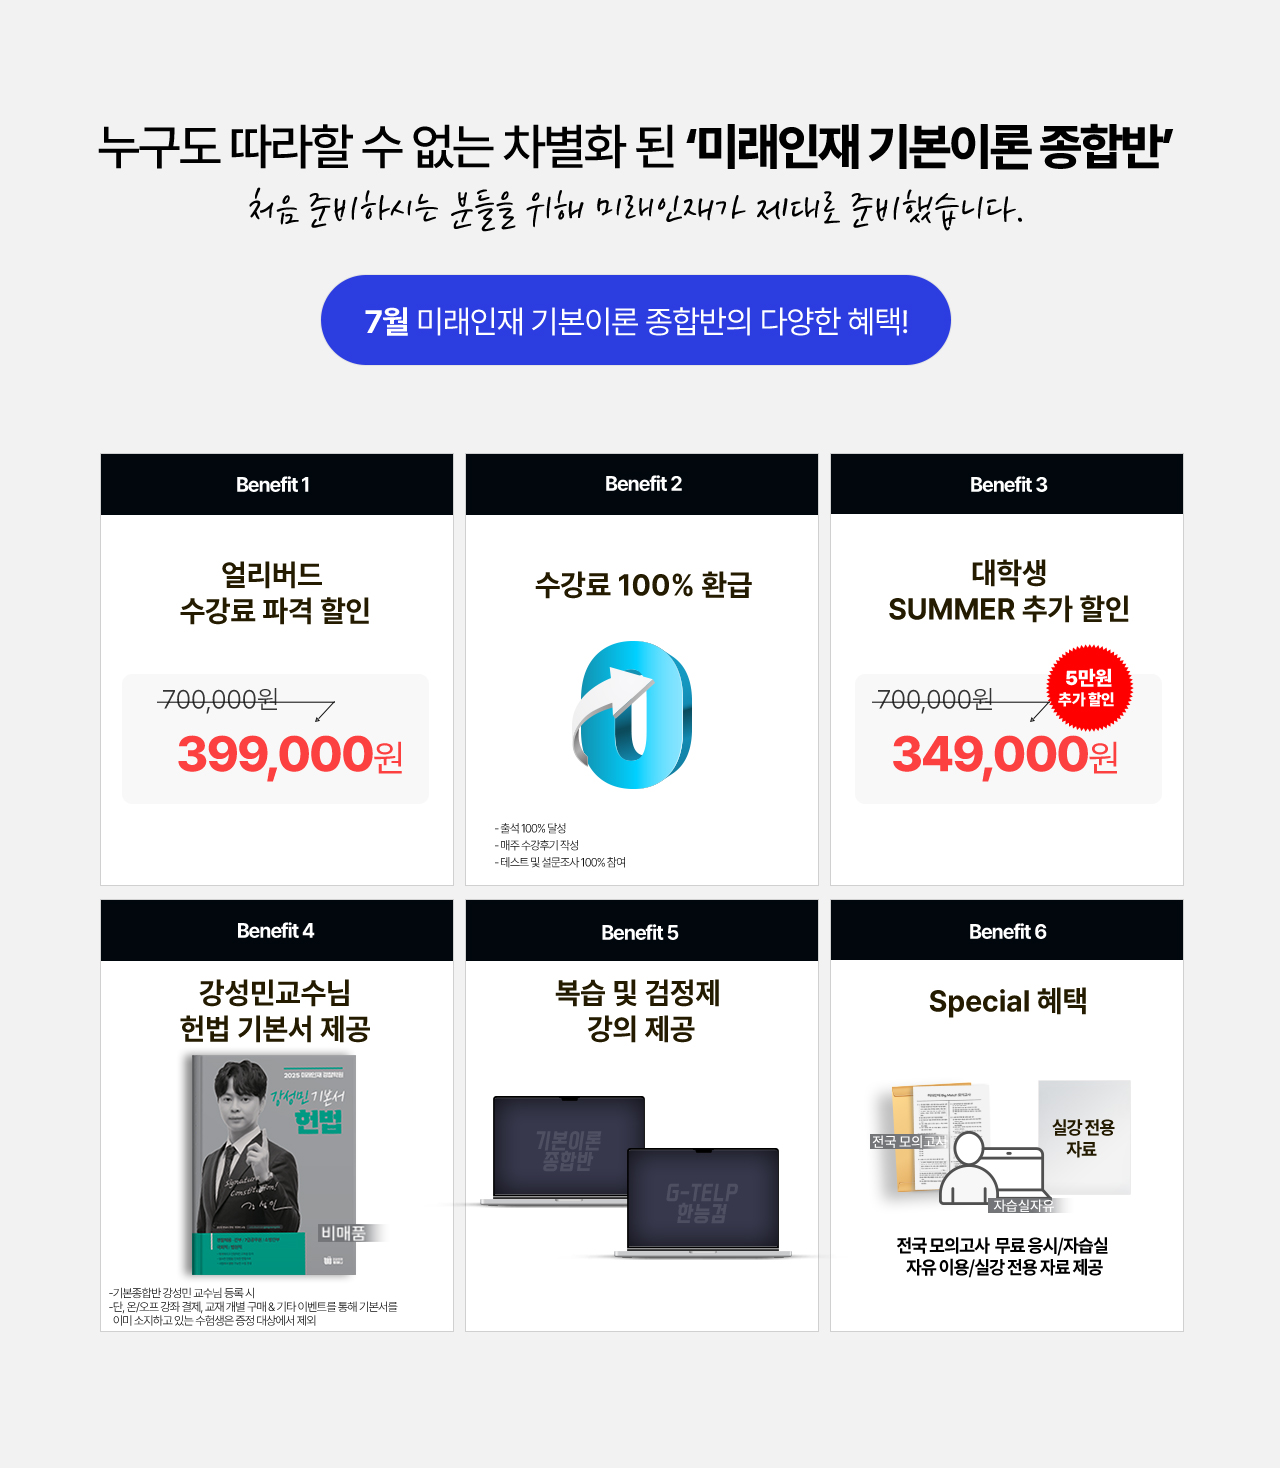 누구도 따라할 수 없는 차별화 된 ‘미래인재 기본이론 종합반’
처음 준비하시는 분들을 위해 미래인재가 제대로 준비했습니다.
7월 미래인재 기본이론 종합반의 다양한 혜택!
Benefit 1
얼리버드
수강료 파격 할인
700,000원
399,000원
Benefit 2
수강료 100% 환급
- 출석 100% 달성
- 매주 수강후기 작성
- 테스트 및 설문조사 100% 참여
Benefit 3
대학생
SUMMER 추가 할인
5만원
추가 할인
700,000원
349,000원
Benefit 4
강성민교수님
헌법 기본서 제공
2025 미래인재 경찰학원
강성민 기본서
헌법
Signature
Constitution!
강성민
비매품
-기본종합반 강성민 교수님 등록 시
-단, 온/오프 강좌 결제, 교재 개별 구매 & 기타 이벤트를 통해 기본서를
이미 소지하고 있는 수험생은 증정 대상에서 제외
Benefit 5
복습 및 검정제
강의 제공
기본이론
종합반
G-TELP
한능검
Benefit 6
Special 혜택
전국 모의고사
실강 전용
자료
자습실자유
전국 모의고사 무료 응시/자습실
자유 이용/실강 전용 자료 제공